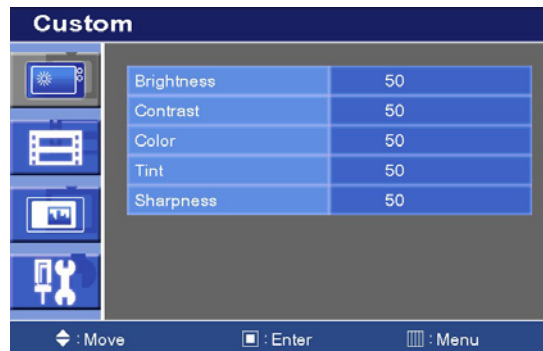 Custom
Brightness 50
Contrast 50
Color 50
Tint 50
Sharpness 50
: Move : Enter : Menu